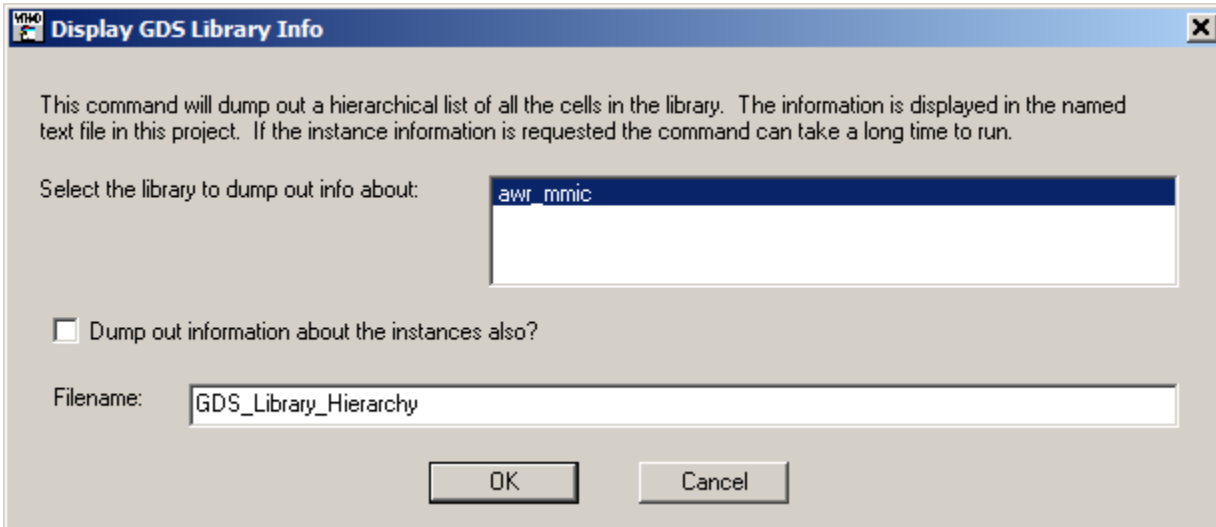 Display GDS Library Info
This command will dump out a hierarchical list of all the cells in the library.  The information is displayed in the named
text file in this project.  If the instance information is requested the command can take a long time to run.
Select the library to dump out info about:
awr_mmic
Dump out information about the instances also?
Filename:
GDS_Library_Hierarchy
OK
Cancel